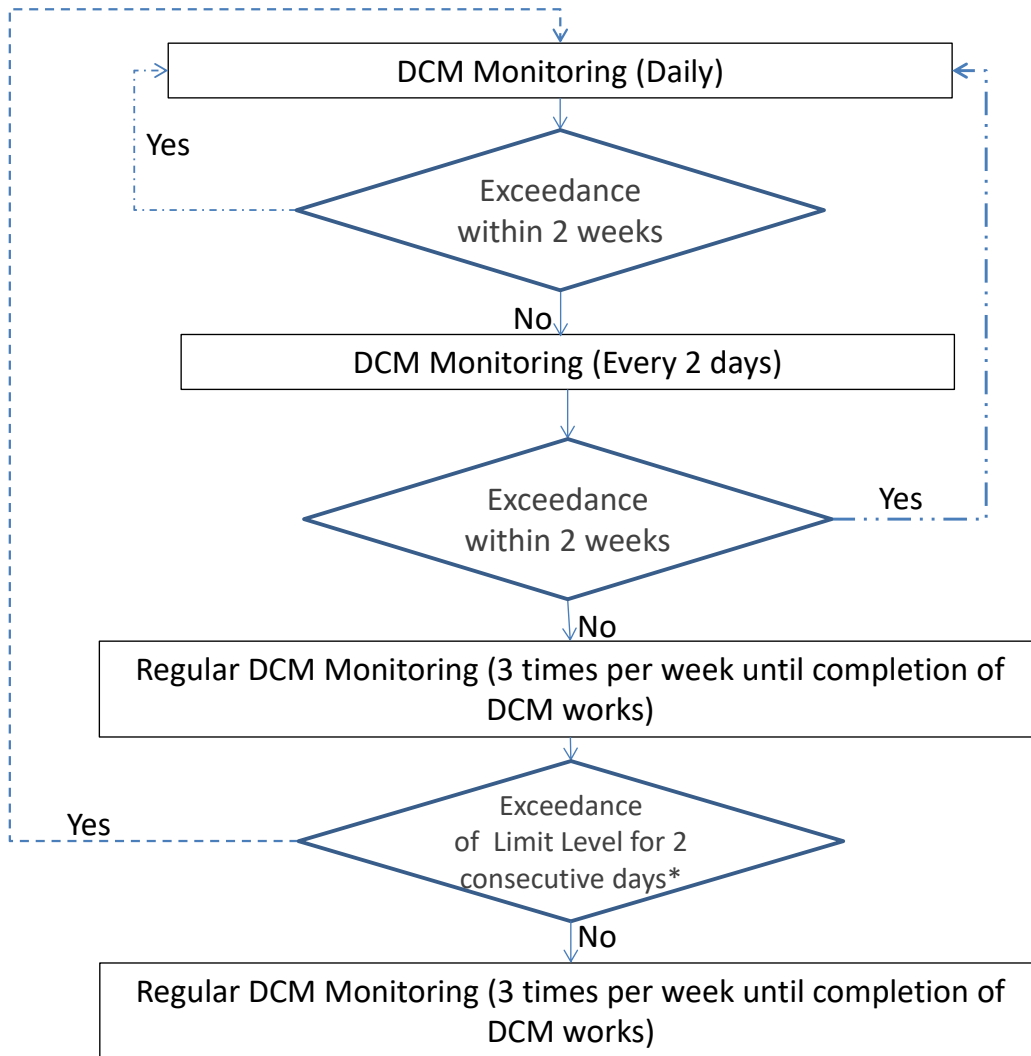 DCM Monitoring (Daily)
Yes
Exceedance
within 2 weeks
No
DCM Monitoring (Every 2 days)
Exceedance
within 2 weeks
Yes
No
Regular DCM Monitoring (3 times per week until completion of
DCM works)
Yes
Exceedance
of Limit Level for 2
consecutive days*
No
Regular DCM Monitoring (3 times per week until completion of
DCM works)